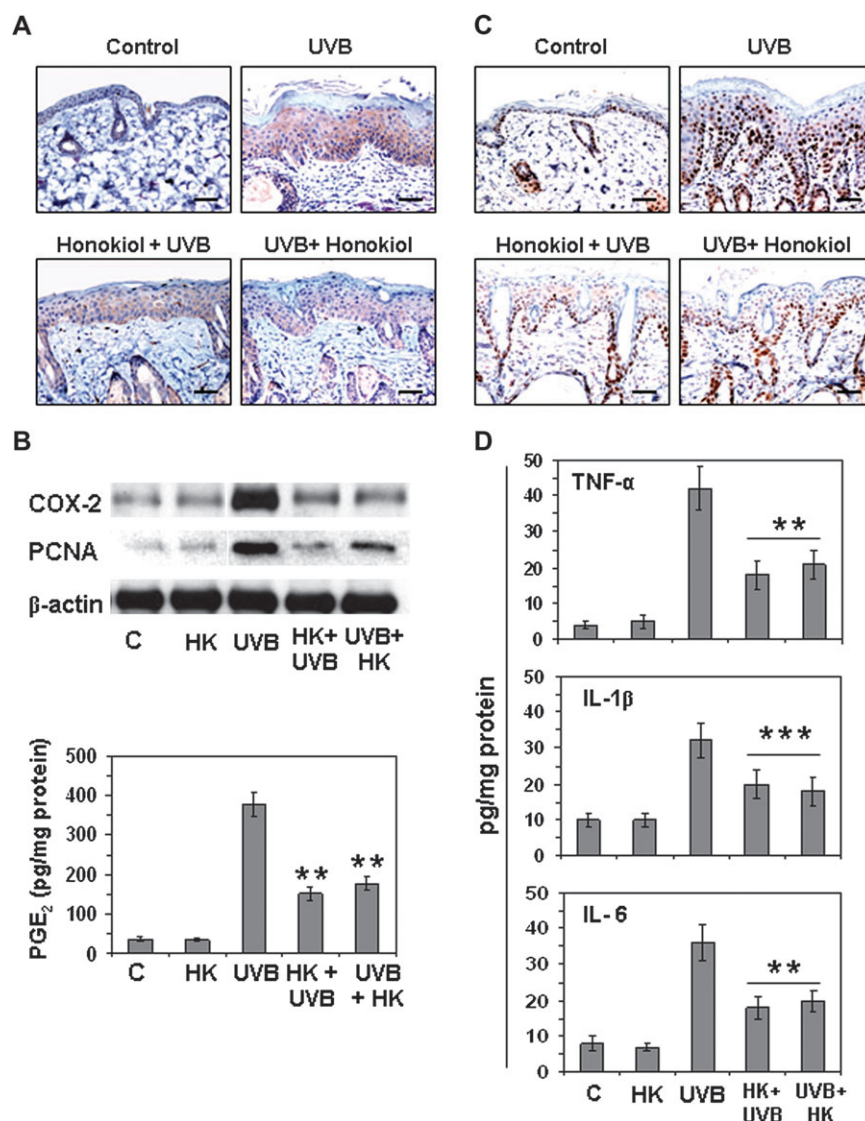 A
Control UVB
Honokiol + UVB UVB+ Honokiol
C
Control UVB
Honokiol + UVB UVB+ Honokiol
B
COX-2
PCNA
β-actin
C HK UVB HK+ UVB UVB+ HK
PGE2 (pg/mg protein)
500
400
300
200
150
100
0
** **
C HK UVB HK + UVB UVB + HK
D
pg/mg protein
TNF-α
50
40
30
20
10
0
**
IL-1β
40
30
20
10
0
***
IL- 6
50
40
30
20
10
0
**
C HK UVB HK+ UVB UVB+ HK